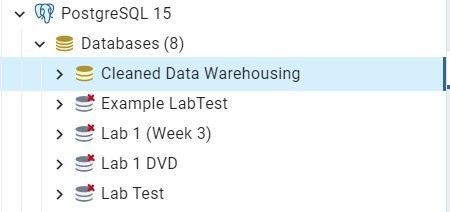 PostgreSQL 15
Databases (8)
Cleaned Data Warehousing
Example LabTest
Lab 1 (Week 3)
Lab 1 DVD
Lab Test